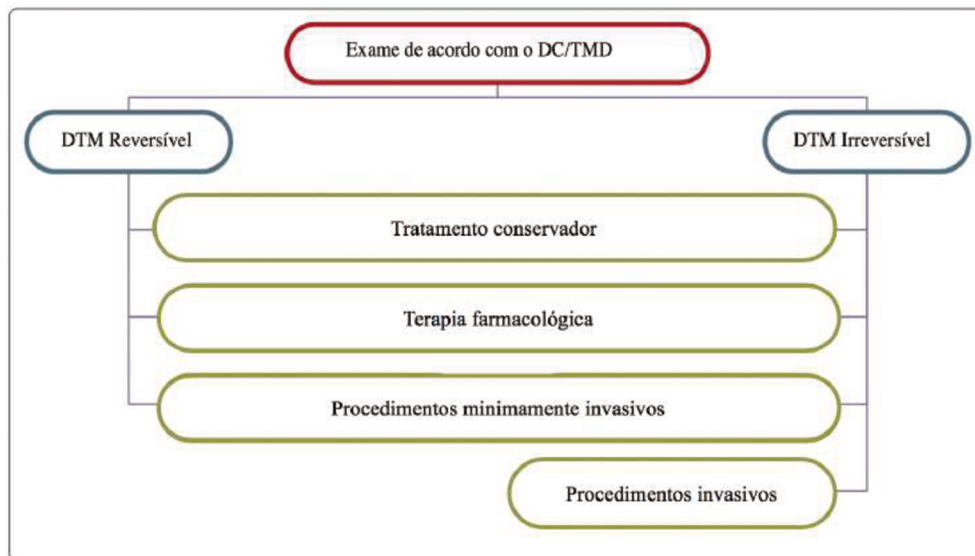 Exame de acordo com o DC/TMD
DTM Reversível
DTM Irreversível
Tratamento conservador
Terapia farmacológica
Procedimentos minimamente invasivos
Procedimentos invasivos